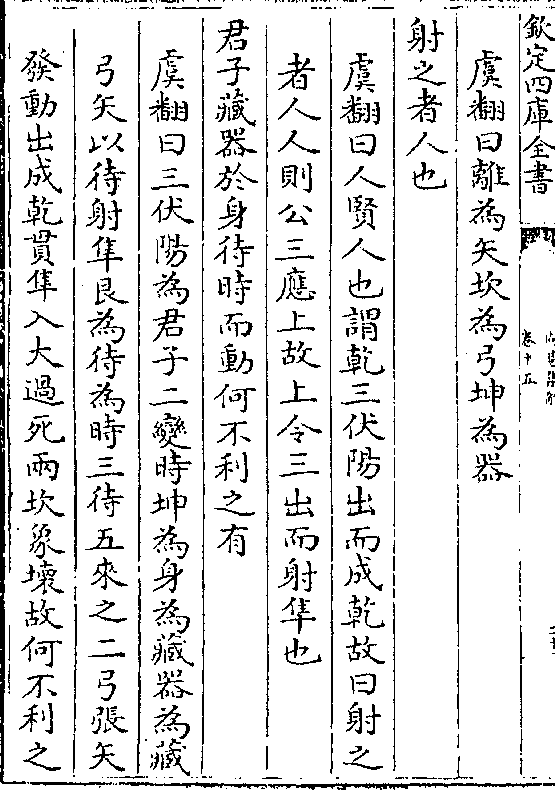 欽定四庫全書
卷十五
虞翻曰離為矢坎為弓坤為器
射之者人也
虞翻曰人賢人也謂乾三伏陽出而成乾故曰射之
者人人則公三應上故上令三出而射隼也
君子藏器於身待時而動何不利之有
虞翻曰三伏陽為君子二變時坤為身為藏器為藏
弓矢以待射隼艮為待為時三待五來之二弓張矢
發動出成乾貫隼入大過死兩坎象壞故何不利之